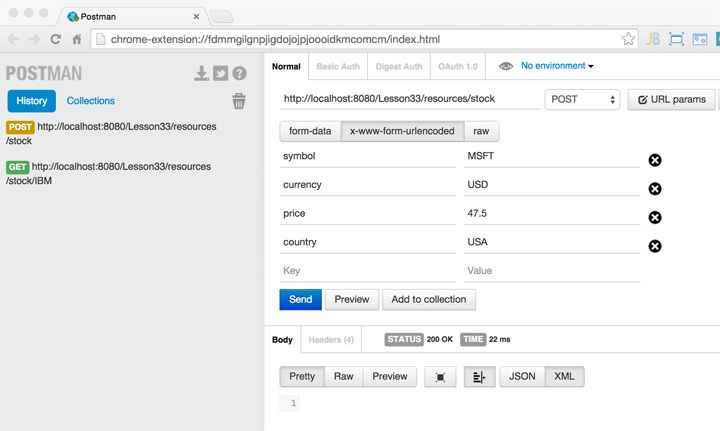 Postman
chrome-extension://fdmmgilgnpjigdojojpjoooidkmcomcm/index.html
JB
POSTMAN
History
Collections
POST http://localhost:8080/Lesson33/resources
/stock
GET http://localhost:8080/Lesson33/resources
/stock/IBM
Normal Basic Auth Digest Auth OAuth 1.0 No environment
http://localhost:8080/Lesson33/resources/stock POST URL params
form-data x-www-form-urlencoded raw
symbol MSFT
currency USD
price 47.5
country USA
Key Value
Send Preview Add to collection
Body Headers (4) STATUS 200 OK TIME 22 ms
Pretty Raw Preview JSON XML
1